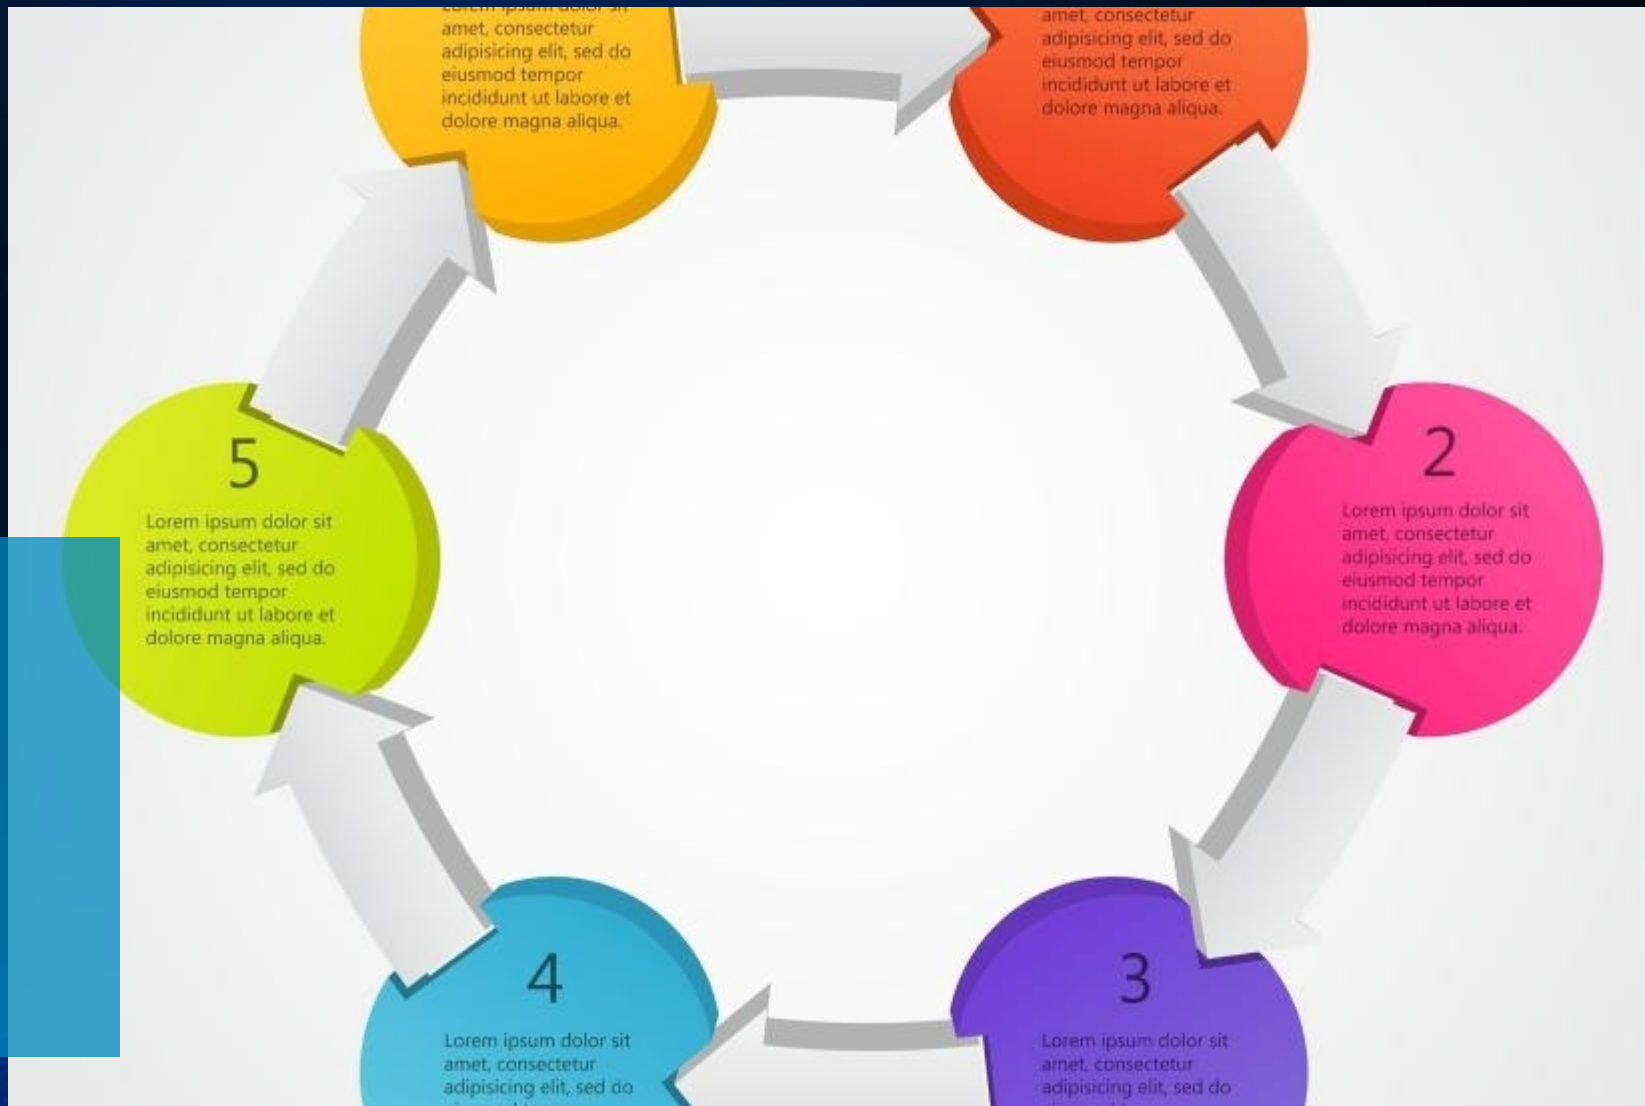 Lorem ipsum dolor sit
amet, consectetur
adipisicing elit, sed do
eiusmod tempor
incididunt ut labore et
dolore magna aliqua.
amet, consectetur
adipisicing elit, sed do
eiusmod tempor
incididunt ut labore et
dolore magna aliqua.
2
Lorem ipsum dolor sit
amet, consectetur
adipisicing elit, sed do
eiusmod tempor
incididunt ut labore et
dolore magna aliqua.
3
Lorem ipsum dolor sit
amet, consectetur
adipisicing elit, sed do
4
Lorem ipsum dolor sit
amet, consectetur
adipisicing elit, sed do
5
Lorem ipsum dolor sit
amet, consectetur
adipisicing elit, sed do
eiusmod tempor
incididunt ut labore et
dolore magna aliqua.